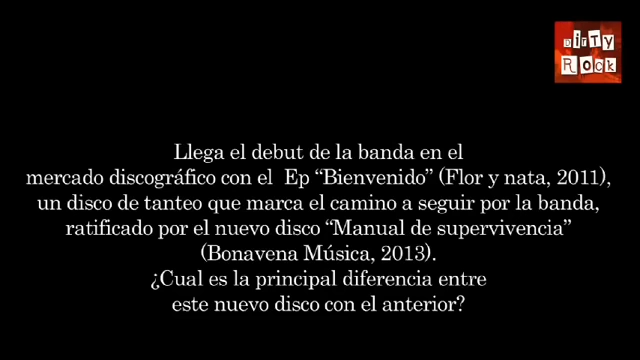 DiRTY
ROCK
Llega el debut de la banda en el
mercado discográfico con el  Ep “Bienvenido” (Flor y nata, 2011),
un disco de tanteo que marca el camino a seguir por la banda,
ratificado por el nuevo disco “Manual de supervivencia”
(Bonavena Música, 2013).
¿Cual es la principal diferencia entre
este nuevo disco con el anterior?